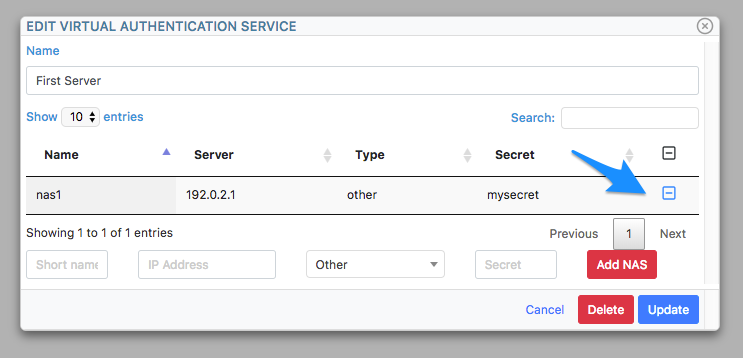 EDIT VIRTUAL AUTHENTICATION SERVICE
Name
First Server
Show 10 entries Search:
Name Server Type Secret
nas1 192.0.2.1 other mysecret
Showing 1 to 1 of 1 entries Previous 1 Next
Short name IP Address Other Secret Add NAS
Cancel Delete Update